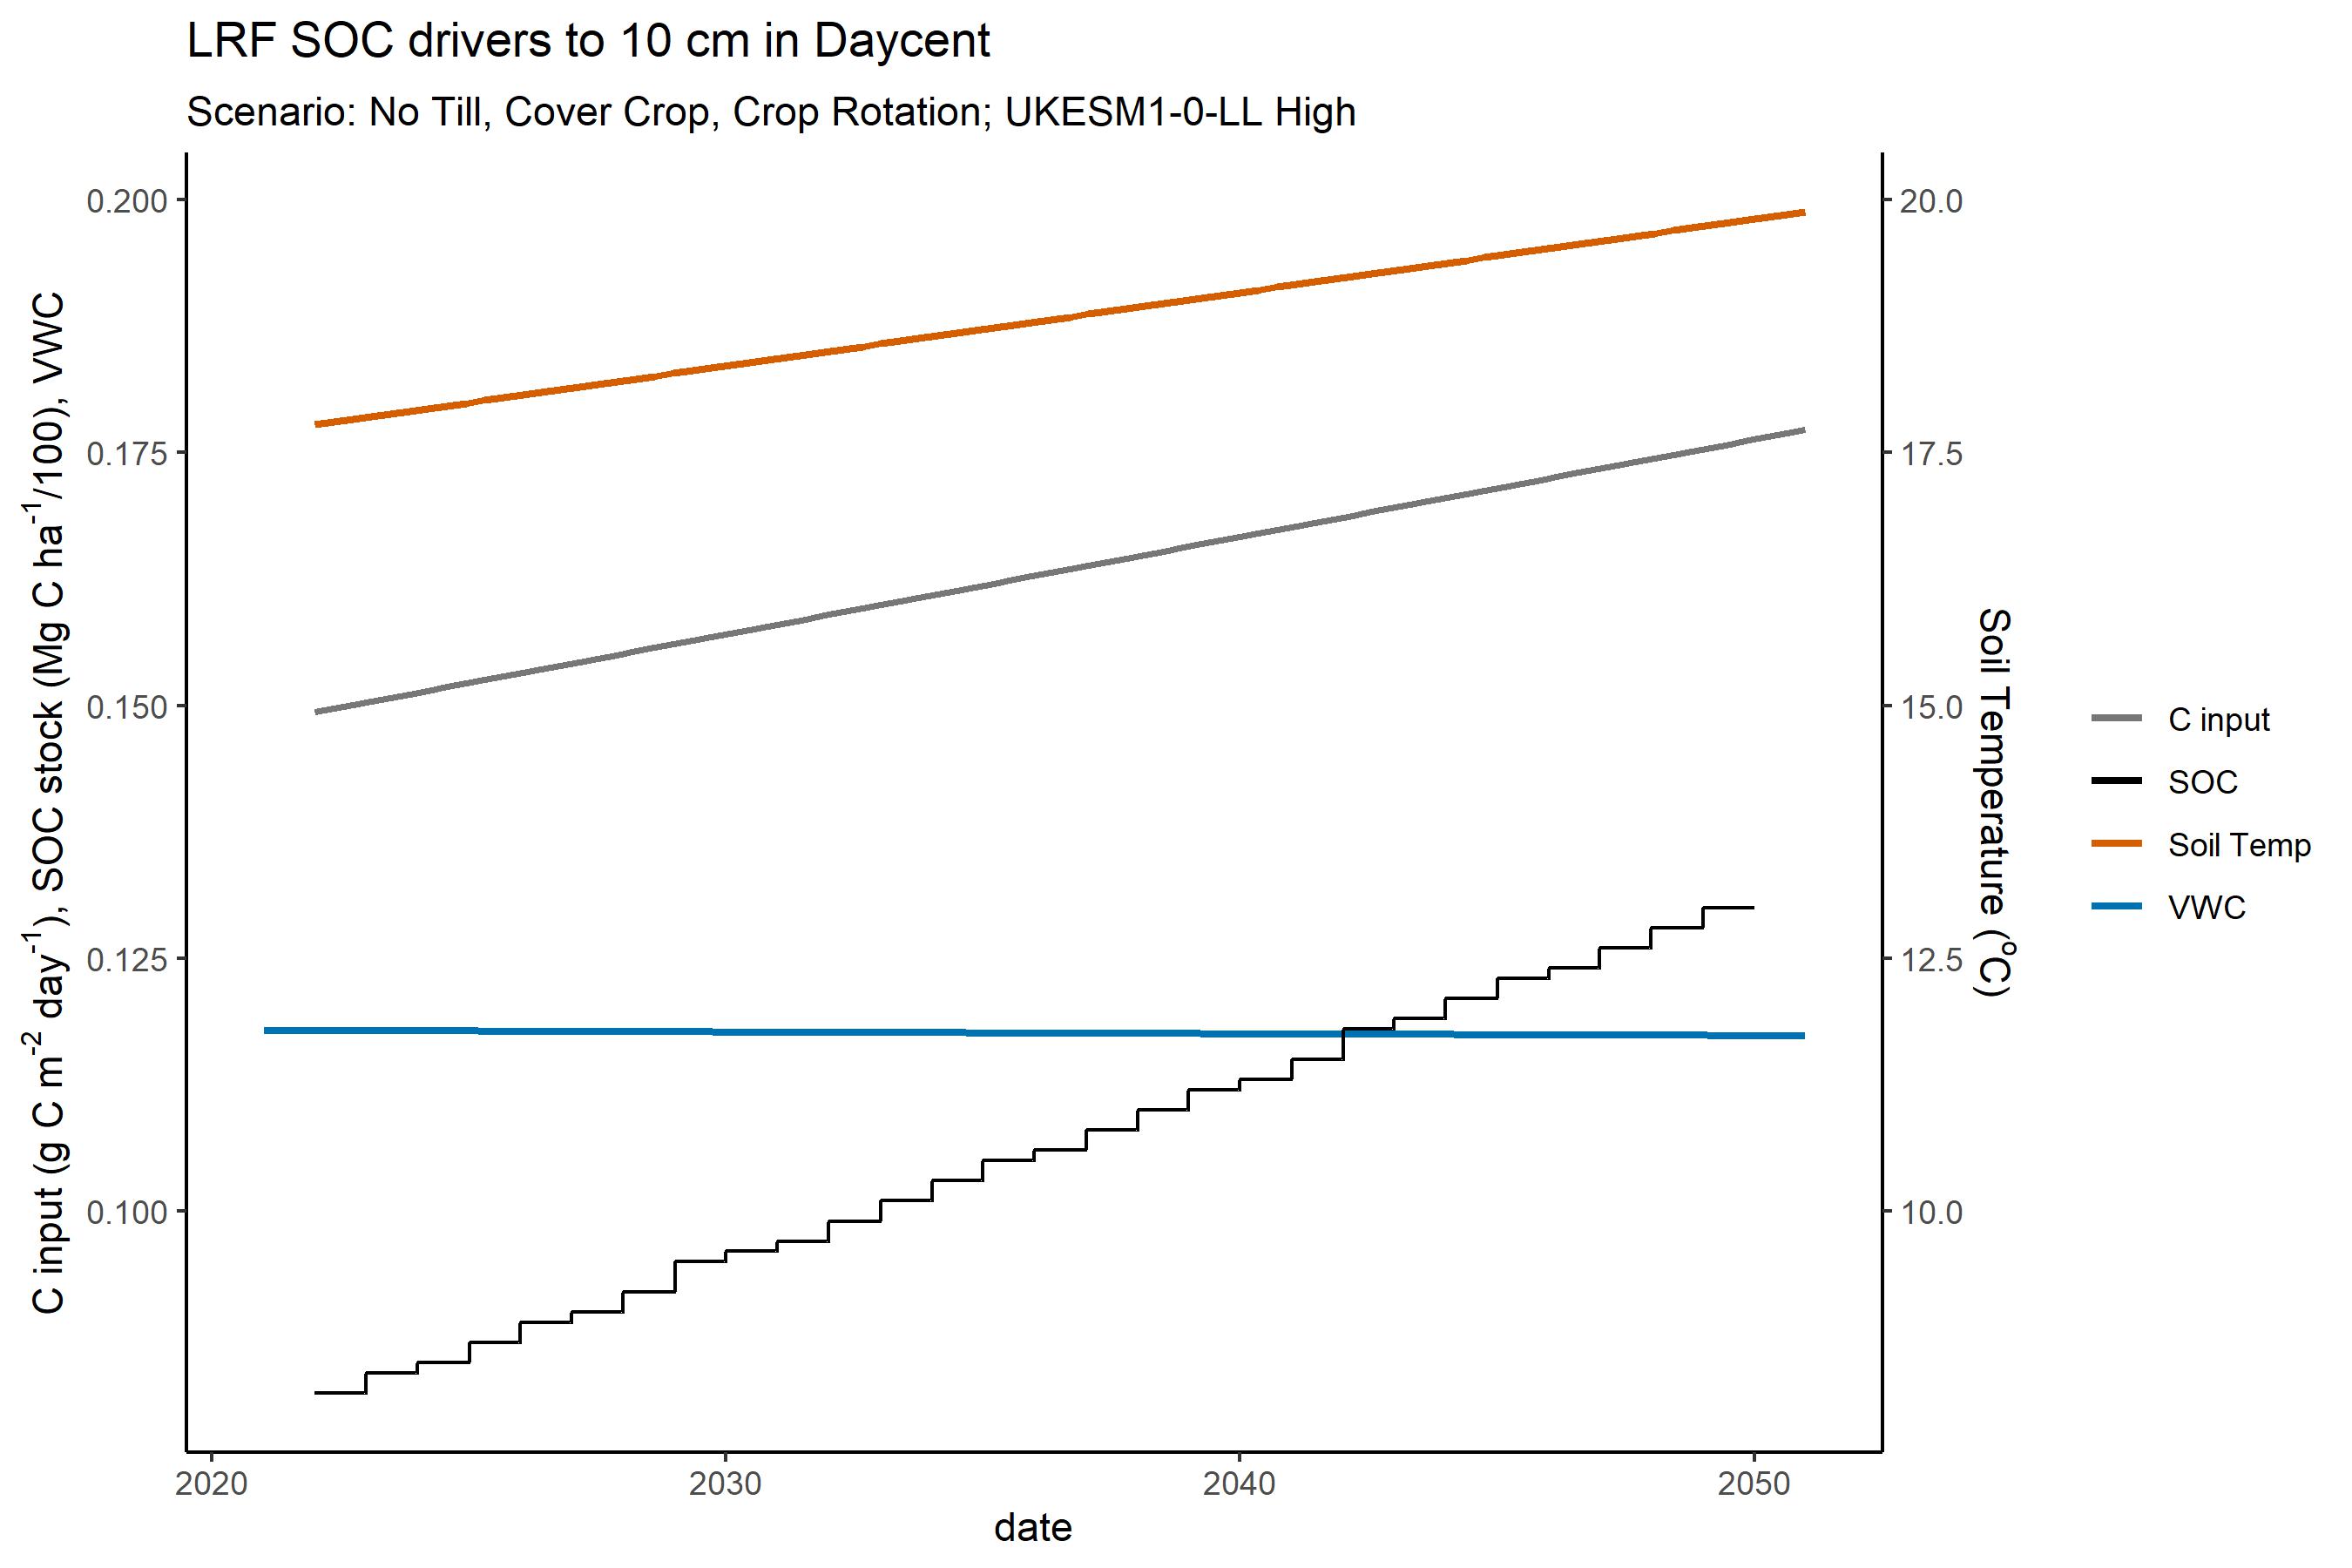 LRF SOC drivers to 10 cm in Daycent
Scenario: No Till, Cover Crop, Crop Rotation; UKESM1-0-LL High
C input (g C m⁻² day⁻¹), SOC stock (Mg C ha⁻¹/100), VWC
0.200
0.175
0.150
0.125
0.100
2020
2030
2040
2050
date
20.0
17.5
15.0
12.5
10.0
Soil Temperature (ᵒC)
C input
SOC
Soil Temp
VWC